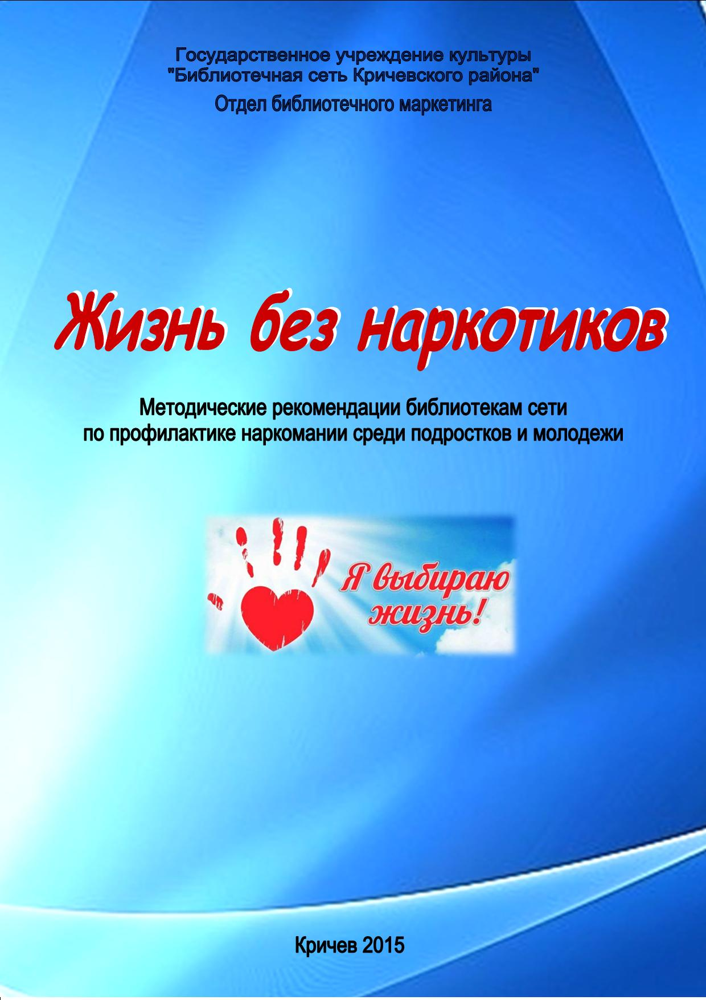 Государственное учреждение культуры
"Библиотечная сеть Кричевского района"
Отдел библиотечного маркетинга
Жизнь без наркотиков
Методические рекомендации библиотекам сети
по профилактике наркомании среди подростков и молодежи
Я выбираю
жизнь!
Кричев 2015